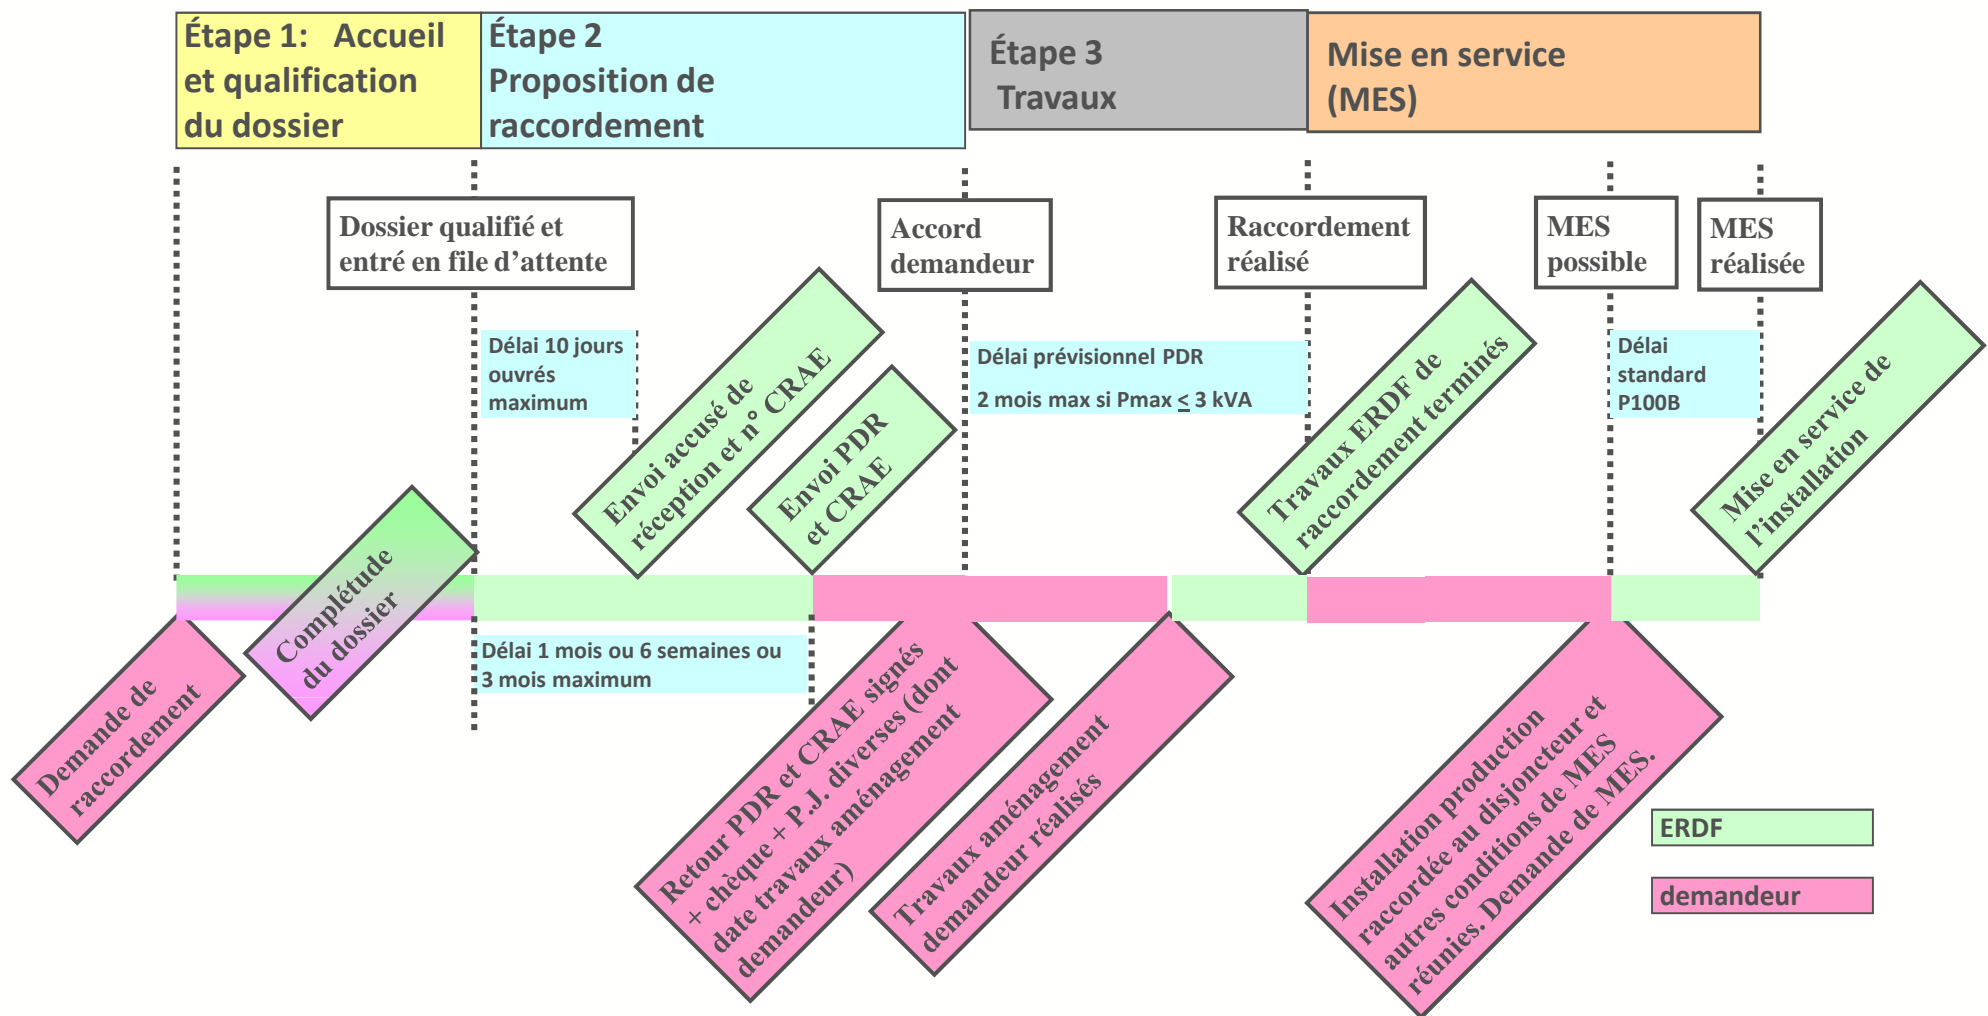 Étape 1:   Accueil
et qualification
du dossier
Étape 2
Proposition de
raccordement
Étape 3
Travaux
Mise en service
(MES)
Dossier qualifié et
entré en file d’attente
Accord
demandeur
Raccordement
réalisé
MES
possible
MES
réalisée
Délai 10 jours
ouvrés
maximum
Envoi accusé de
réception et n° CRAE
Envoi PDR
et CRAE
Délai prévisionnel PDR
2 mois max si Pmax ≤ 3 kVA
Travaux ERDF de
raccordement terminés
Délai
standard
P100B
Mise en service de
l’installation
Complétude
du dossier
Demande de
raccordement
Délai 1 mois ou 6 semaines ou
3 mois maximum
Retour PDR et CRAE signés
+ chèque + P.J. diverses (dont
date travaux aménagement
demandeur)
Travaux aménagement
demandeur réalisés
Installation production
raccordée au disjoncteur et
autres conditions de MES
réunies. Demande de MES.
ERDF
demandeur